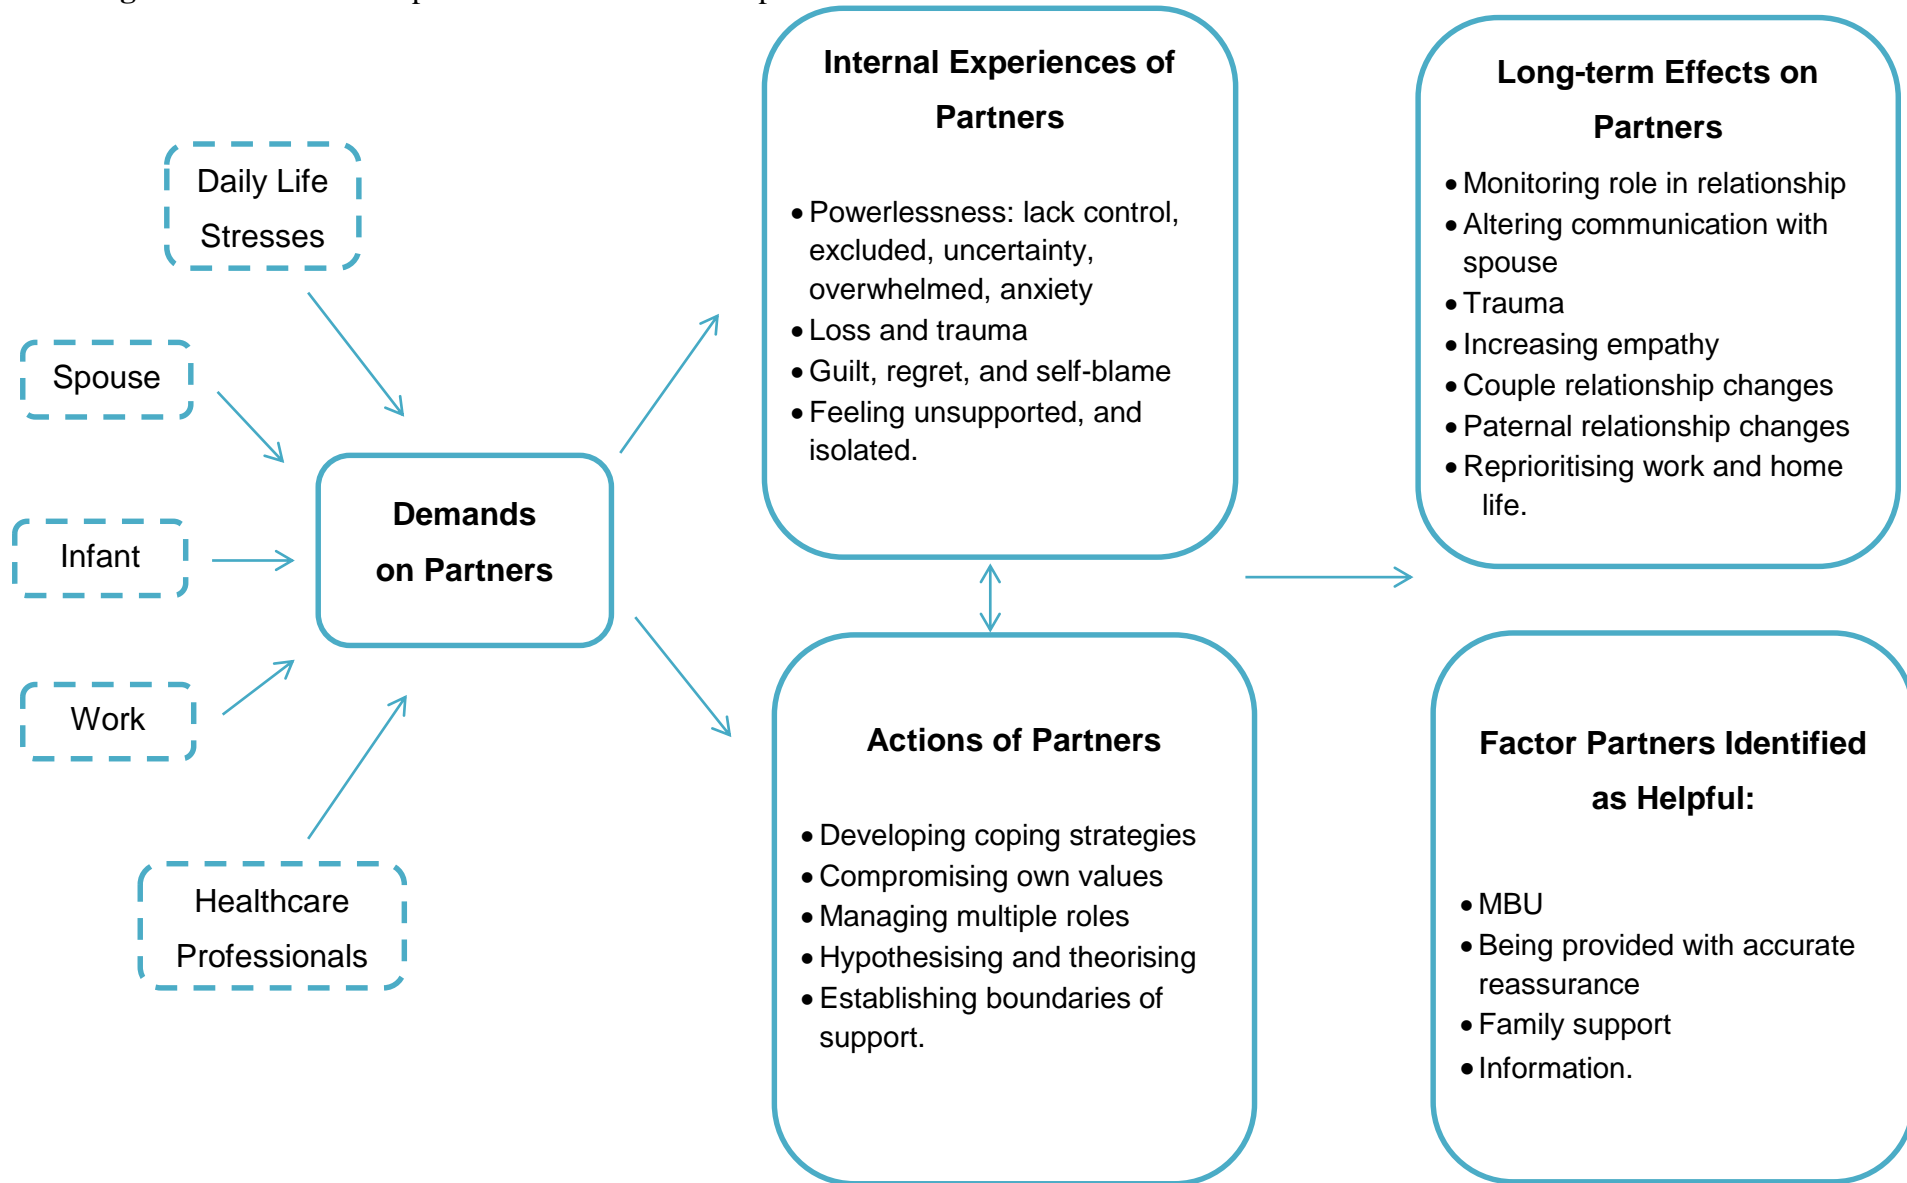 Daily Life
Stresses
Spouse
Infant
Work
Healthcare
Professionals
Demands
on Partners
Internal Experiences of
Partners
• Powerlessness: lack control,
excluded, uncertainty,
overwhelmed, anxiety
• Loss and trauma
• Guilt, regret, and self-blame
• Feeling unsupported, and
isolated.
Actions of Partners
• Developing coping strategies
• Compromising own values
• Managing multiple roles
• Hypothesising and theorising
• Establishing boundaries of
support.
Long-term Effects on
Partners
• Monitoring role in relationship
• Altering communication with
spouse
• Trauma
• Increasing empathy
• Couple relationship changes
• Paternal relationship changes
• Reprioritising work and home
life.
Factor Partners Identified
as Helpful:
• MBU
• Being provided with accurate
reassurance
• Family support
• Information.